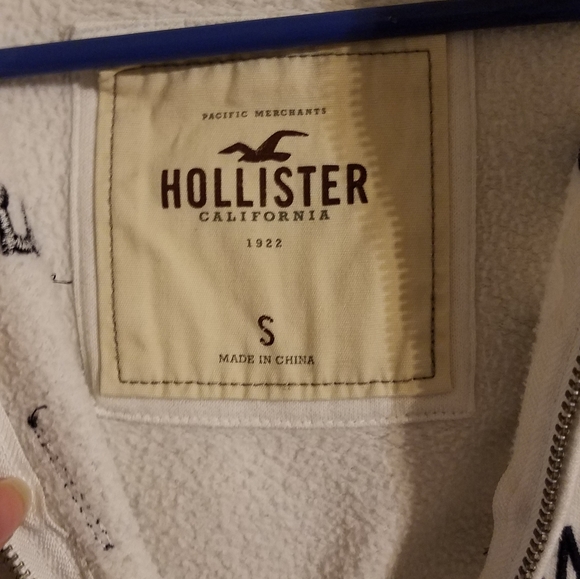 PACIFIC MERCHANTS
HOLLISTER
CALIFORNIA
1922
S
MADE IN CHINA